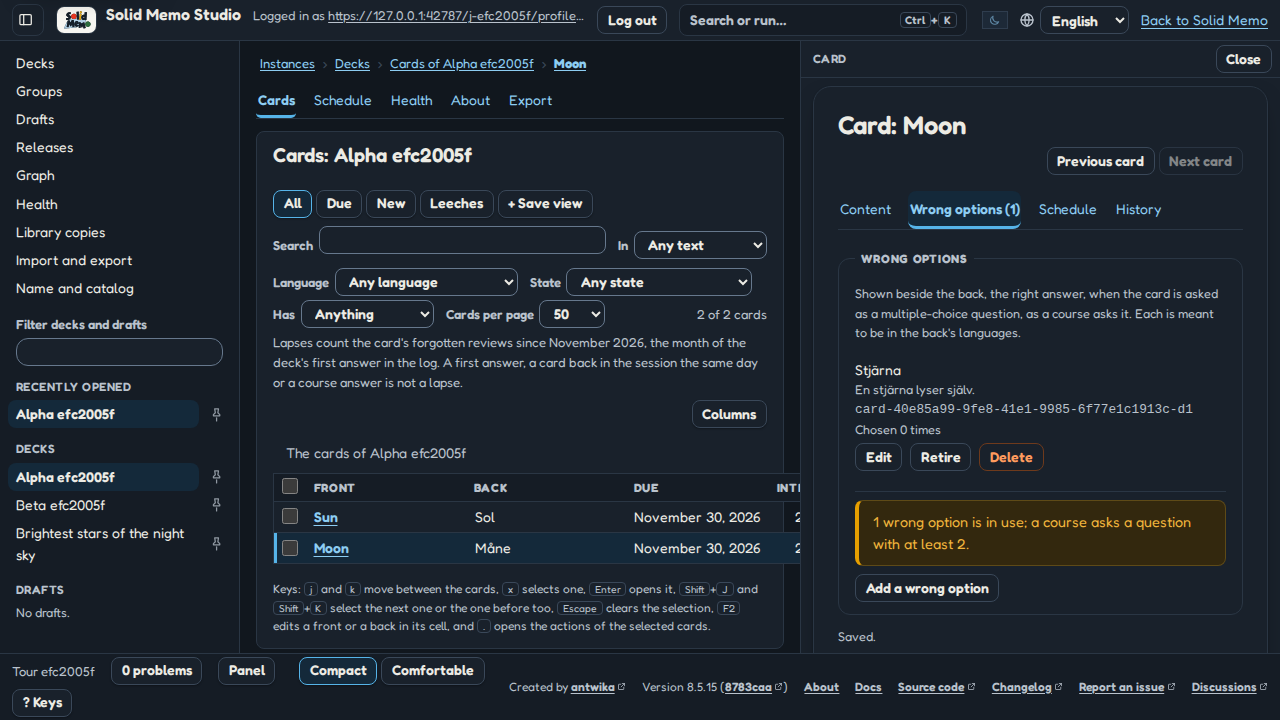 Solid Memo Studio
Logged in as https://127.0.0.1:42787/j-efc2005f/profile...
Log out
Search or run...
Ctrl+K
English
Back to Solid Memo
Decks
Groups
Drafts
Releases
Graph
Health
Library copies
Import and export
Name and catalog
Filter decks and drafts
RECENTLY OPENED
Alpha efc2005f
DECKS
Alpha efc2005f
Beta efc2005f
Brightest stars of the night
sky
DRAFTS
No drafts.
Instances › Decks › Cards of Alpha efc2005f › Moon
Cards Schedule Health About Export
Cards: Alpha efc2005f
All Due New Leeches + Save view
Search In Any text
Language Any language State Any state
Has Anything Cards per page 50 2 of 2 cards
Lapses count the card's forgotten reviews since November 2026, the month of the
deck's first answer in the log. A first answer, a card back in the session the same day
or a course answer is not a lapse.
Columns
The cards of Alpha efc2005f
FRONT BACK DUE INT
Sun Sol November 30, 2026 2
Moon Måne November 30, 2026 2
Keys: j and k move between the cards, x selects one, Enter opens it, Shift+J and
Shift+K select the next one or the one before too, Escape clears the selection, F2
edits a front or a back in its cell, and . opens the actions of the selected cards.
CARD
Close
Card: Moon
Previous card Next card
Content Wrong options (1) Schedule History
WRONG OPTIONS
Shown beside the back, the right answer, when the card is asked
as a multiple-choice question, as a course asks it. Each is meant
to be in the back's languages.
Stjärna
En stjärna lyser själv.
card-40e85a99-9fe8-41e1-9985-6f77e1c1913c-d1
Chosen 0 times
Edit Retire Delete
1 wrong option is in use; a course asks a question
with at least 2.
Add a wrong option
Saved.
Tour efc2005f 0 problems Panel Compact Comfortable
? Keys
Created by antwika Version 8.5.15 (8783caa) About Docs Source code Changelog Report an issue Discussions